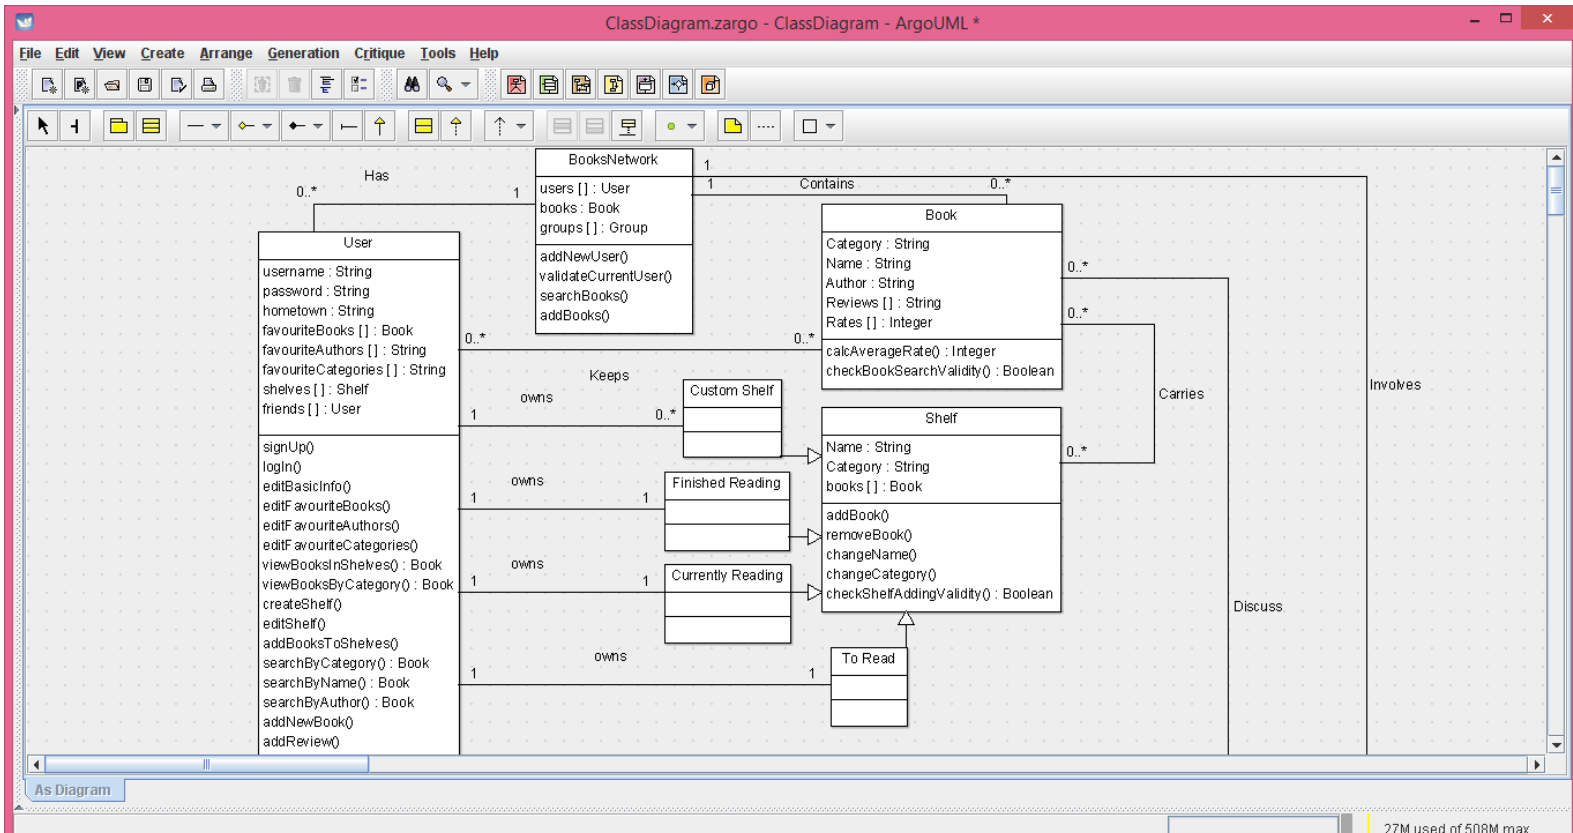 ClassDiagram.zargo - ClassDiagram - ArgoUML *
File Edit View Create Arrange Generation Critique Tools Help
BooksNetwork
users [ ] : User
books : Book
groups [ ] : Group
addNewUser()
validateCurrentUser()
searchBooks()
addBooks()
Has
0..*
1
1
1
Contains
0..*
Book
Category : String
Name : String
Author : String
Reviews [ ] : String
Rates [ ] : Integer
calcAverageRate() : Integer
checkBookSearchValidity() : Boolean
0..*
0..*
User
username : String
password : String
hometown : String
favouriteBooks [ ] : Book
favouriteAuthors [ ] : String
favouriteCategories [ ] : String
shelves [ ] : Shelf
friends [ ] : User
signUp()
logIn()
editBasicInfo()
editFavouriteBooks()
editFavouriteAuthors()
editFavouriteCategories()
viewBooksInShelves() : Book
viewBooksByCategory() : Book
createShelf()
editShelf()
addBooksToShelves()
searchByCategory() : Book
searchByName() : Book
searchByAuthor() : Book
addNewBook()
addReview()
0..*
0..*
Keeps
owns
1
0..*
Custom Shelf
owns
1
1
Finished Reading
owns
1
1
Currently Reading
owns
1
1
To Read
Shelf
Name : String
Category : String
books [ ] : Book
addBook()
removeBook()
changeName()
changeCategory()
checkShelfAddingValidity() : Boolean
0..*
Carries
Involves
Discuss
As Diagram
27M used of 508M max